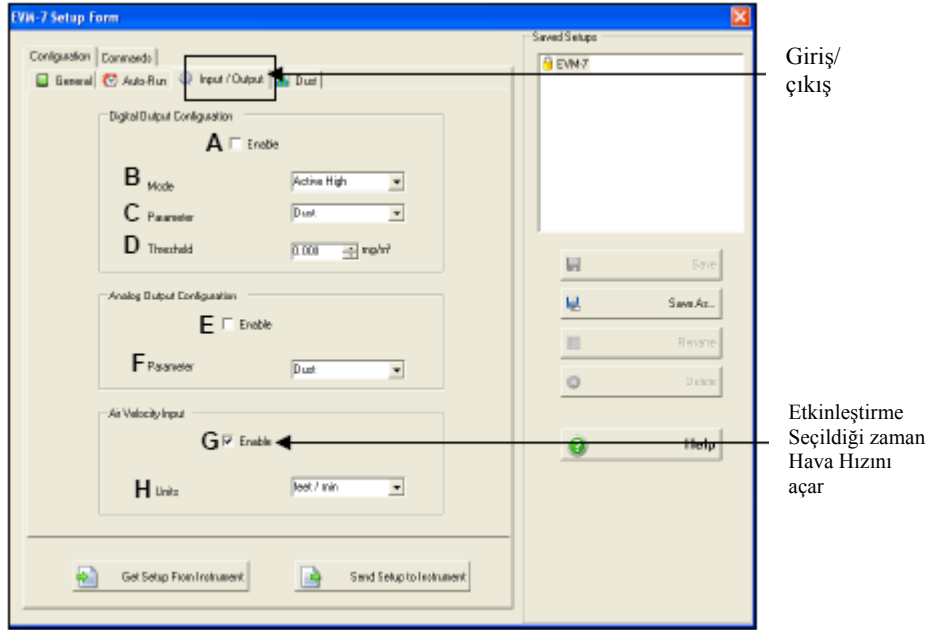 EVM-7 Setup Form
Configuration Commands
General Auto-Run Input / Output Dust
Digital Output Configuration
A Enable
B Mode Active High
C Parameter Dust
D Threshold 0.000 mg/m³
Analog Output Configuration
E Enable
F Parameter Dust
Air Velocity Input
G Enable
H Units feet / min
Get Setup From Instrument Send Setup to Instrument
Saved Setups
EVM-7
Save
Save As...
Rename
Delete
Help
Giriş/
çıkış
Etkinleştirme
Seçildiği zaman
Hava Hızını
açar